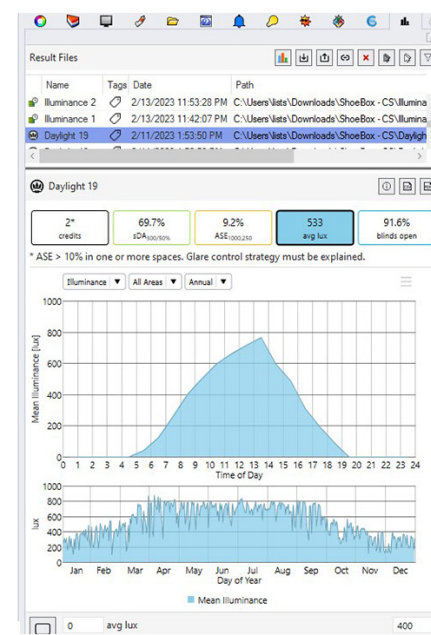 Result Files
Name Tags Date Path
Illuminance 2 2/13/2023 11:53:28 PM C:\Users\lists\Downloads\ShoeBox - CS\Illumina
Illuminance 1 2/13/2023 11:42:07 PM C:\Users\lists\Downloads\ShoeBox - CS\Illumina
Daylight 19 2/11/2023 1:53:50 PM C:\Users\lists\Downloads\ShoeBox - CS\Dayligh
Daylight 19
2* 69.7% 9.2% 533 91.6%
credits sDA300/50% ASE1000,250 avg lux blinds open
* ASE > 10% in one or more spaces. Glare control strategy must be explained.
Illuminance All Areas Annual
Mean Illuminance [lux]
1000
800
600
400
200
0
0 1 2 3 4 5 6 7 8 9 10 11 12 13 14 15 16 17 18 19 20 21 22 23 24
Time of Day
lux
1000
800
600
400
200
0
Jan Feb Mar Apr May Jun Jul Aug Sep Oct Nov Dec
Day of Year
Mean Illuminance
0 avg lux 400